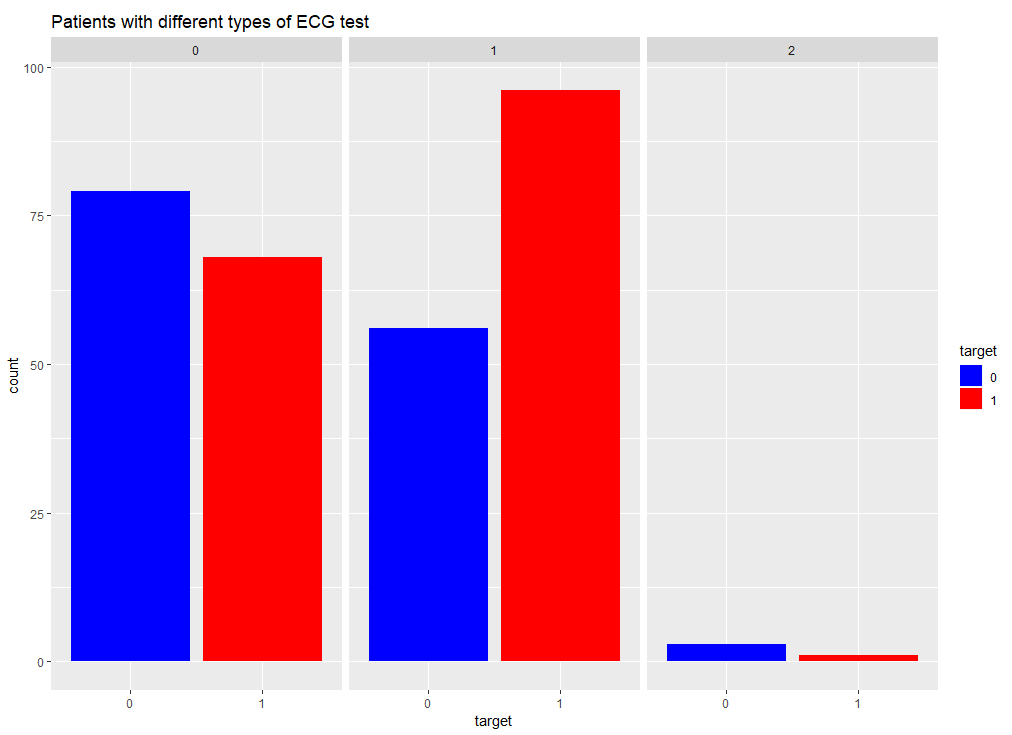 Patients with different types of ECG test
0 1 2
100
75
50
25
0
count
0 1 0 1 0 1
target
target
0
1